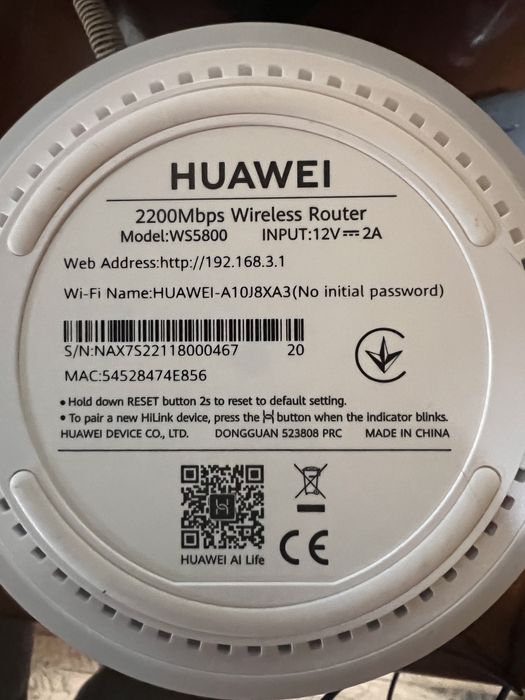 HUAWEI
2200Mbps Wireless Router
Model:WS5800 INPUT:12V⎓2A
Web Address:http://192.168.3.1
Wi-Fi Name:HUAWEI-A10J8XA3(No initial password)
S/N:NAX7S22118000467 20
MAC:54528474E856
• Hold down RESET button 2s to reset to default setting.
• To pair a new HiLink device, press the button when the indicator blinks.
HUAWEI DEVICE CO., LTD. DONGGUAN 523808 PRC MADE IN CHINA
HUAWEI AI Life
CE